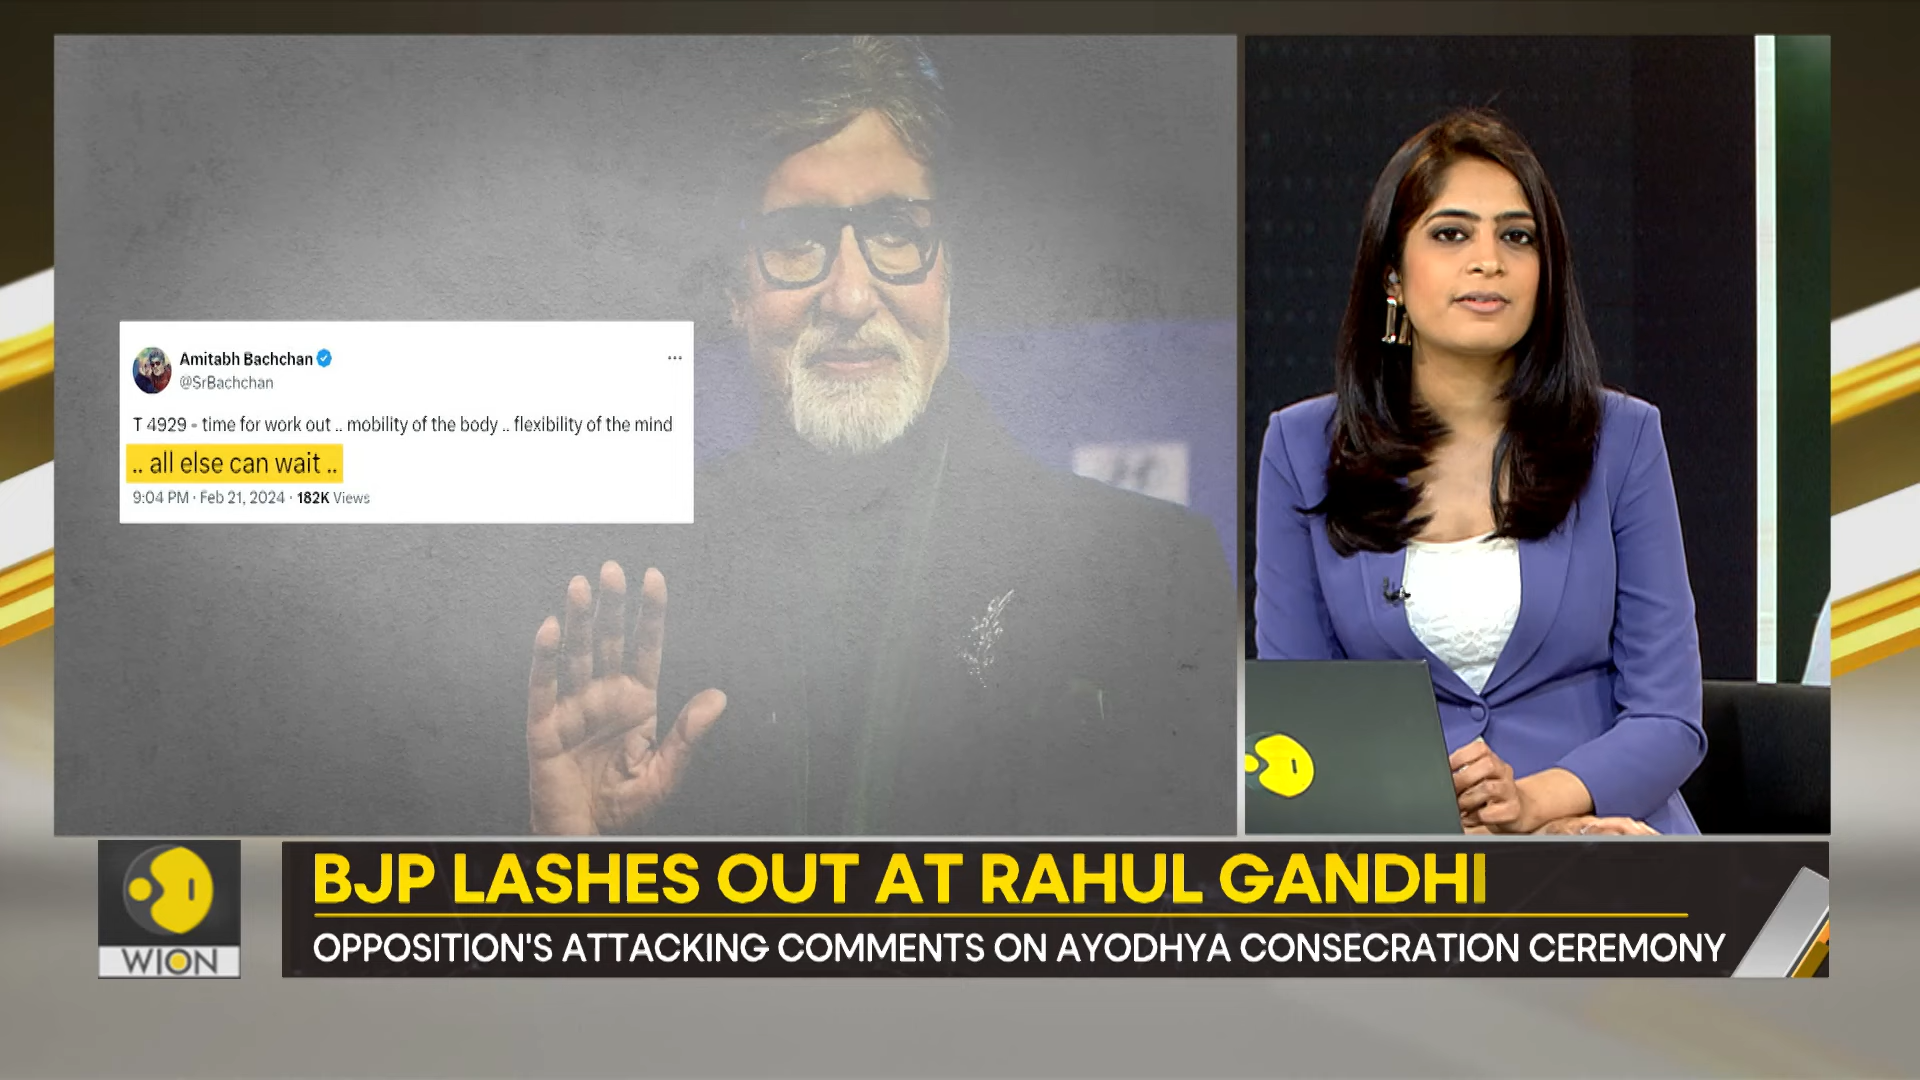 Amitabh Bachchan
@SrBachchan
T 4929 - time for work out .. mobility of the body .. flexibility of the mind
.. all else can wait ..
9:04 PM · Feb 21, 2024 · 182K Views
BJP LASHES OUT AT RAHUL GANDHI
OPPOSITION'S ATTACKING COMMENTS ON AYODHYA CONSECRATION CEREMONY
WION